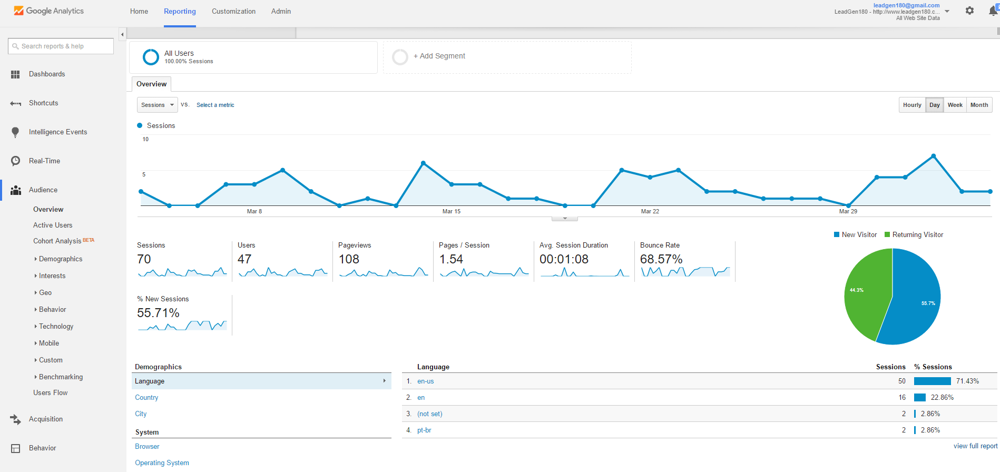 Google Analytics
Home Reporting Customization Admin
leadgen180@gmail.com
LeadGen180 - http://www.leadgen180.c...
All Web Site Data
Search reports & help
Dashboards
Shortcuts
Intelligence Events
Real-Time
Audience
Overview
Active Users
Cohort Analysis BETA
Demographics
Interests
Geo
Behavior
Technology
Mobile
Custom
Benchmarking
Users Flow
Acquisition
Behavior
All Users
100.00% Sessions
+ Add Segment
Overview
Sessions VS. Select a metric
Hourly Day Week Month
Sessions
10
5
Mar 8 Mar 15 Mar 22 Mar 29
New Visitor Returning Visitor
Sessions Users Pageviews Pages / Session Avg. Session Duration Bounce Rate
70 47 108 1.54 00:01:08 68.57%
% New Sessions
55.71%
44.3%
55.7%
Demographics
Language
Country
City
System
Browser
Operating System
Language Sessions % Sessions
1. en-us 50 71.43%
2. en 16 22.86%
3. (not set) 2 2.86%
4. pt-br 2 2.86%
view full report